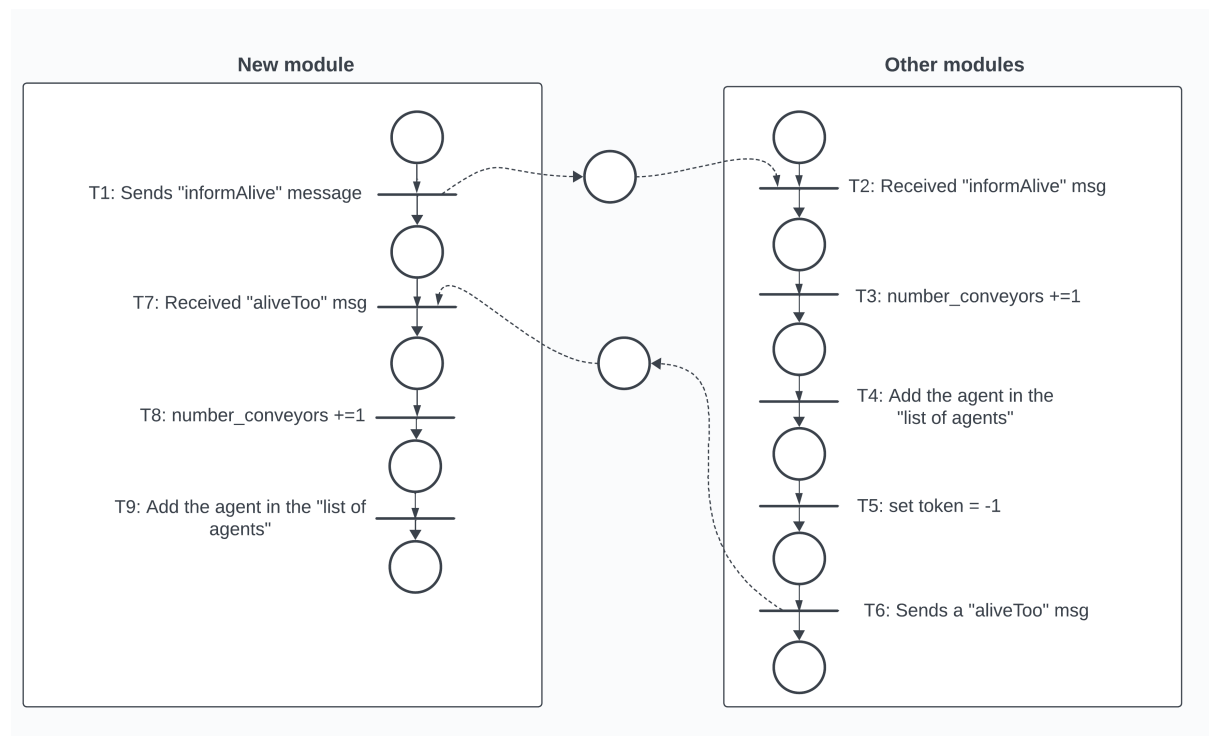 New module
Other modules
T1: Sends "informAlive" message
T2: Received "informAlive" msg
T7: Received "aliveToo" msg
T3: number_conveyors +=1
T8: number_conveyors +=1
T4: Add the agent in the
"list of agents"
T9: Add the agent in the "list of
agents"
T5: set token = -1
T6: Sends a "aliveToo" msg